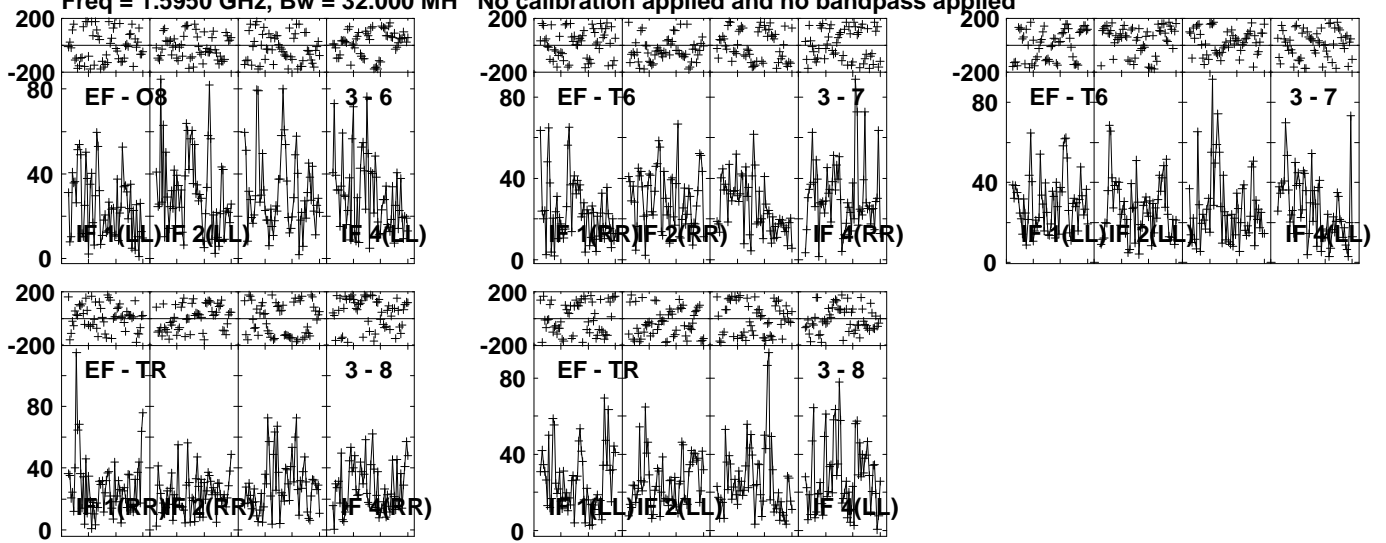 Freq = 1.5950 GHz, Bw = 32.000 MH No calibration applied and no bandpass applied
200
-200
80
40
0
EF - O8
3 - 6
IF 1(LL)
IF 2(LL)
IF 4(LL)
200
-200
80
40
0
EF - T6
3 - 7
IF 1(RR)
IF 2(RR)
IF 4(RR)
200
-200
80
40
0
EF - T6
3 - 7
IF 1(LL)
IF 2(LL)
IF 4(LL)
200
-200
80
40
0
EF - TR
3 - 8
IF 1(RR)
IF 2(RR)
IF 4(RR)
200
-200
80
40
0
EF - TR
3 - 8
IF 1(LL)
IF 2(LL)
IF 4(LL)